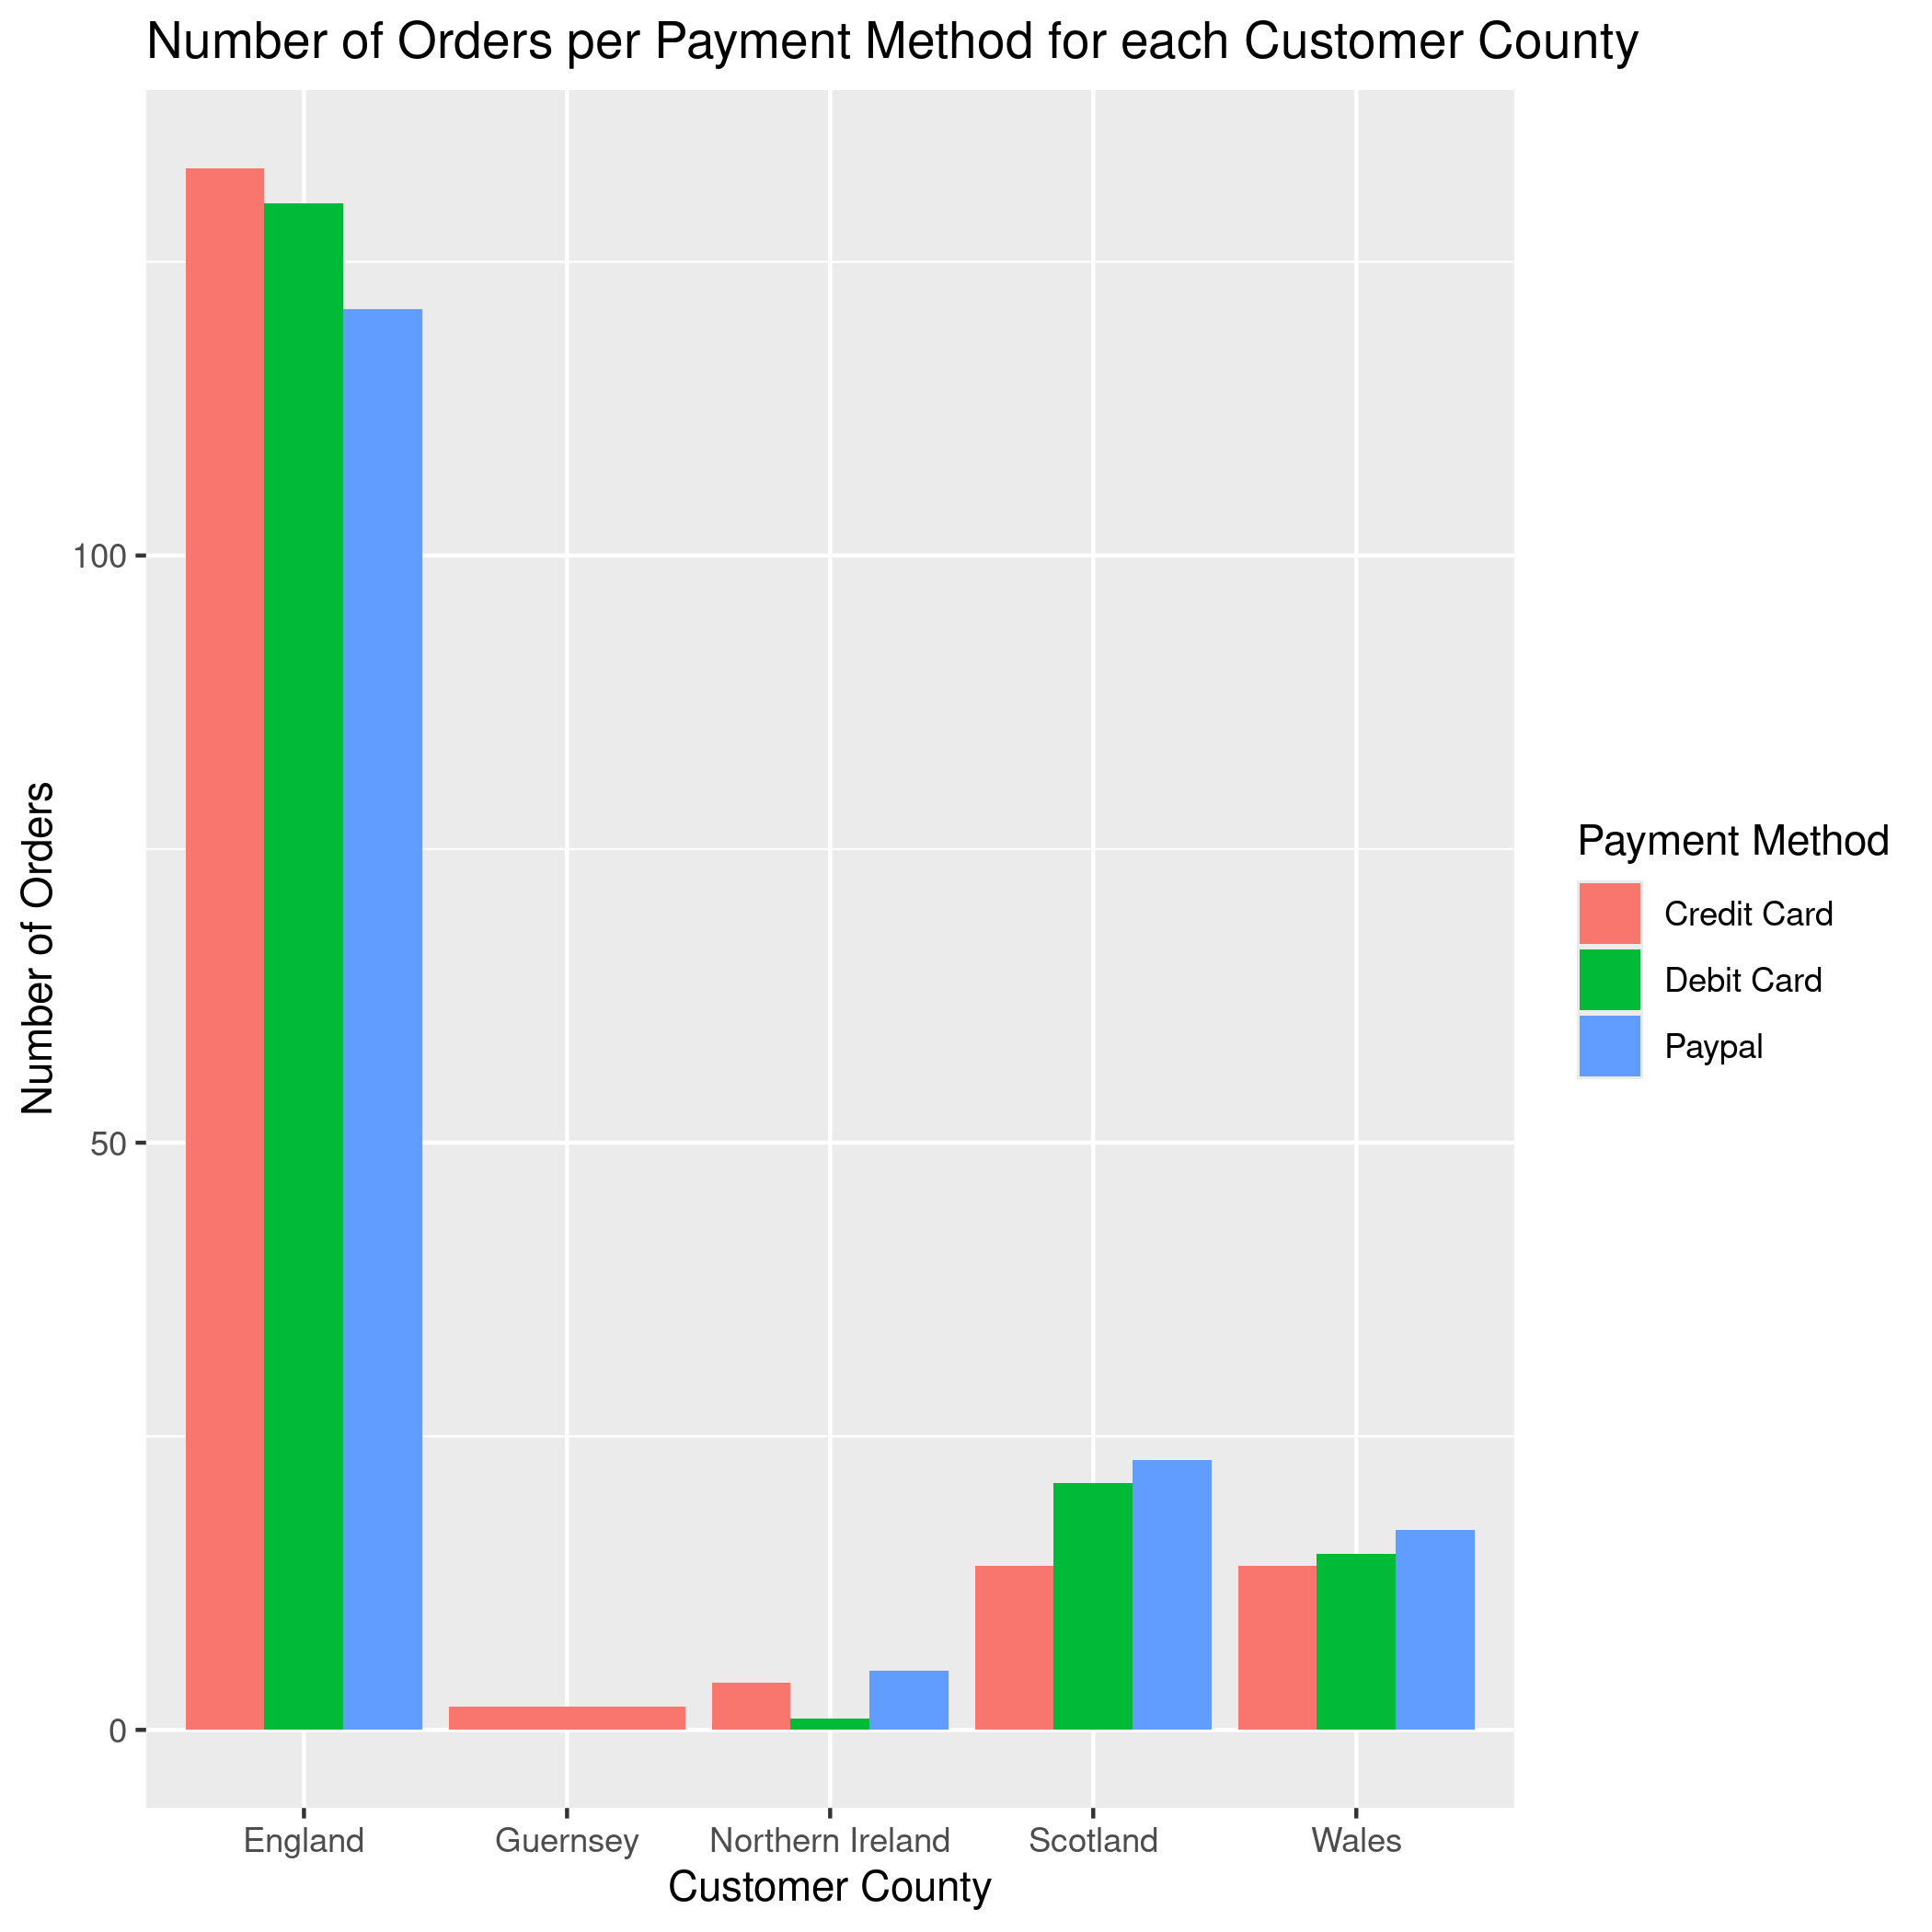 Number of Orders per Payment Method for each Customer County
Number of Orders
100
50
0
England
Guernsey
Northern Ireland
Scotland
Wales
Customer County
Payment Method
Credit Card
Debit Card
Paypal